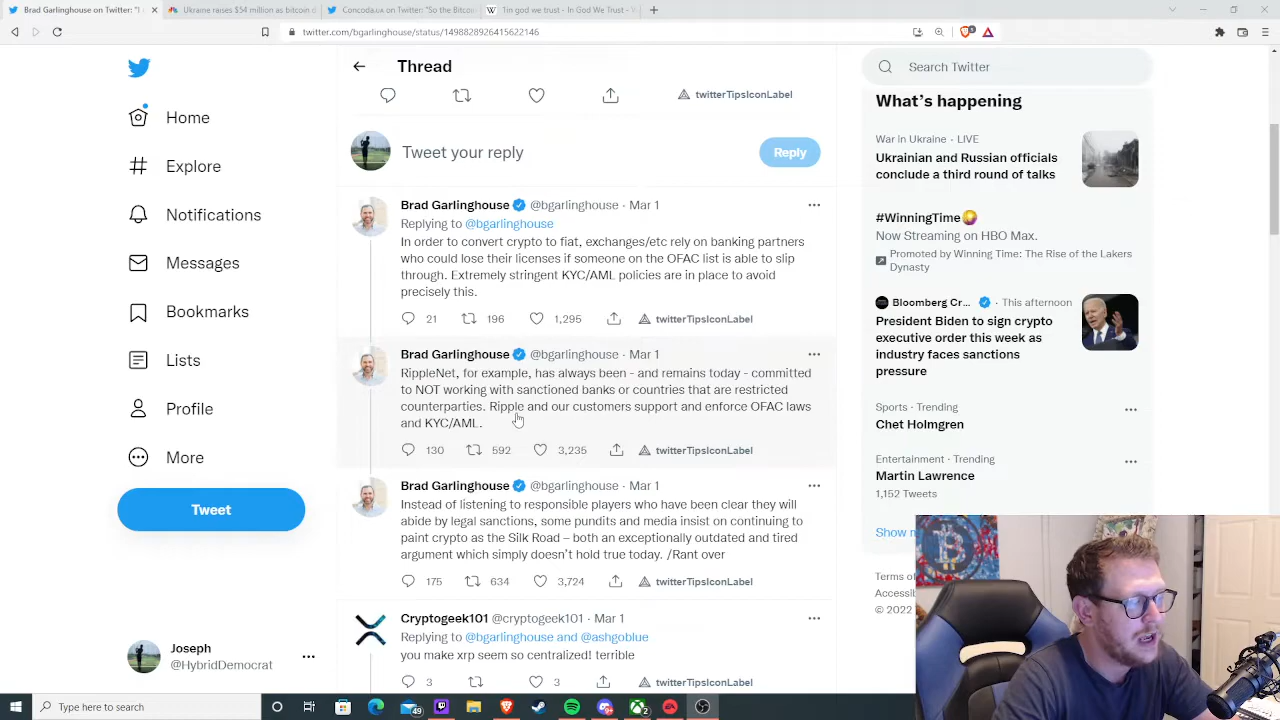 Brad Garlinghouse on Twitter: "I
Ukraine raises $54 million as bitcoin d
Concoda.ux on Twitter: "So the Bitcoin
Tin god we trust - In God We Trust -
twitter.com/bgarlinghouse/status/1498828926415622146
Thread
Search Twitter
twitterTipsIconLabel
Tweet your reply
Reply
Home
Explore
Notifications
Messages
Bookmarks
Lists
Profile
More
Tweet
Joseph
@HybridDemocrat
Brad Garlinghouse @bgarlinghouse · Mar 1
Replying to @bgarlinghouse
In order to convert crypto to fiat, exchanges/etc rely on banking partners
who could lose their licenses if someone on the OFAC list is able to slip
through. Extremely stringent KYC/AML policies are in place to avoid
precisely this.
21 196 1,295 twitterTipsIconLabel
Brad Garlinghouse @bgarlinghouse · Mar 1
RippleNet, for example, has always been - and remains today - committed
to NOT working with sanctioned banks or countries that are restricted
counterparties. Ripple and our customers support and enforce OFAC laws
and KYC/AML.
130 592 3,235 twitterTipsIconLabel
Brad Garlinghouse @bgarlinghouse · Mar 1
Instead of listening to responsible players who have been clear they will
abide by legal sanctions, some pundits and media insist on continuing to
paint crypto as the Silk Road – both an exceptionally outdated and tired
argument which simply doesn't hold true today. /Rant over
175 634 3,724 twitterTipsIconLabel
Cryptogeek101 @cryptogeek101 · Mar 1
Replying to @bgarlinghouse and @ashgoblue
you make xrp seem so centralized! terrible
3 3 twitterTipsIconLabel
What's happening
War in Ukraine · LIVE
Ukrainian and Russian officials
conclude a third round of talks
#WinningTime
Now Streaming on HBO Max.
Promoted by Winning Time: The Rise of the Lakers
Dynasty
Bloomberg Cr... · This afternoon
President Biden to sign crypto
executive order this week as
industry faces sanctions
pressure
Sports · Trending
Chet Holmgren
Entertainment · Trending
Martin Lawrence
1,152 Tweets
Show
Terms of
Accessib
© 2022
Type here to search